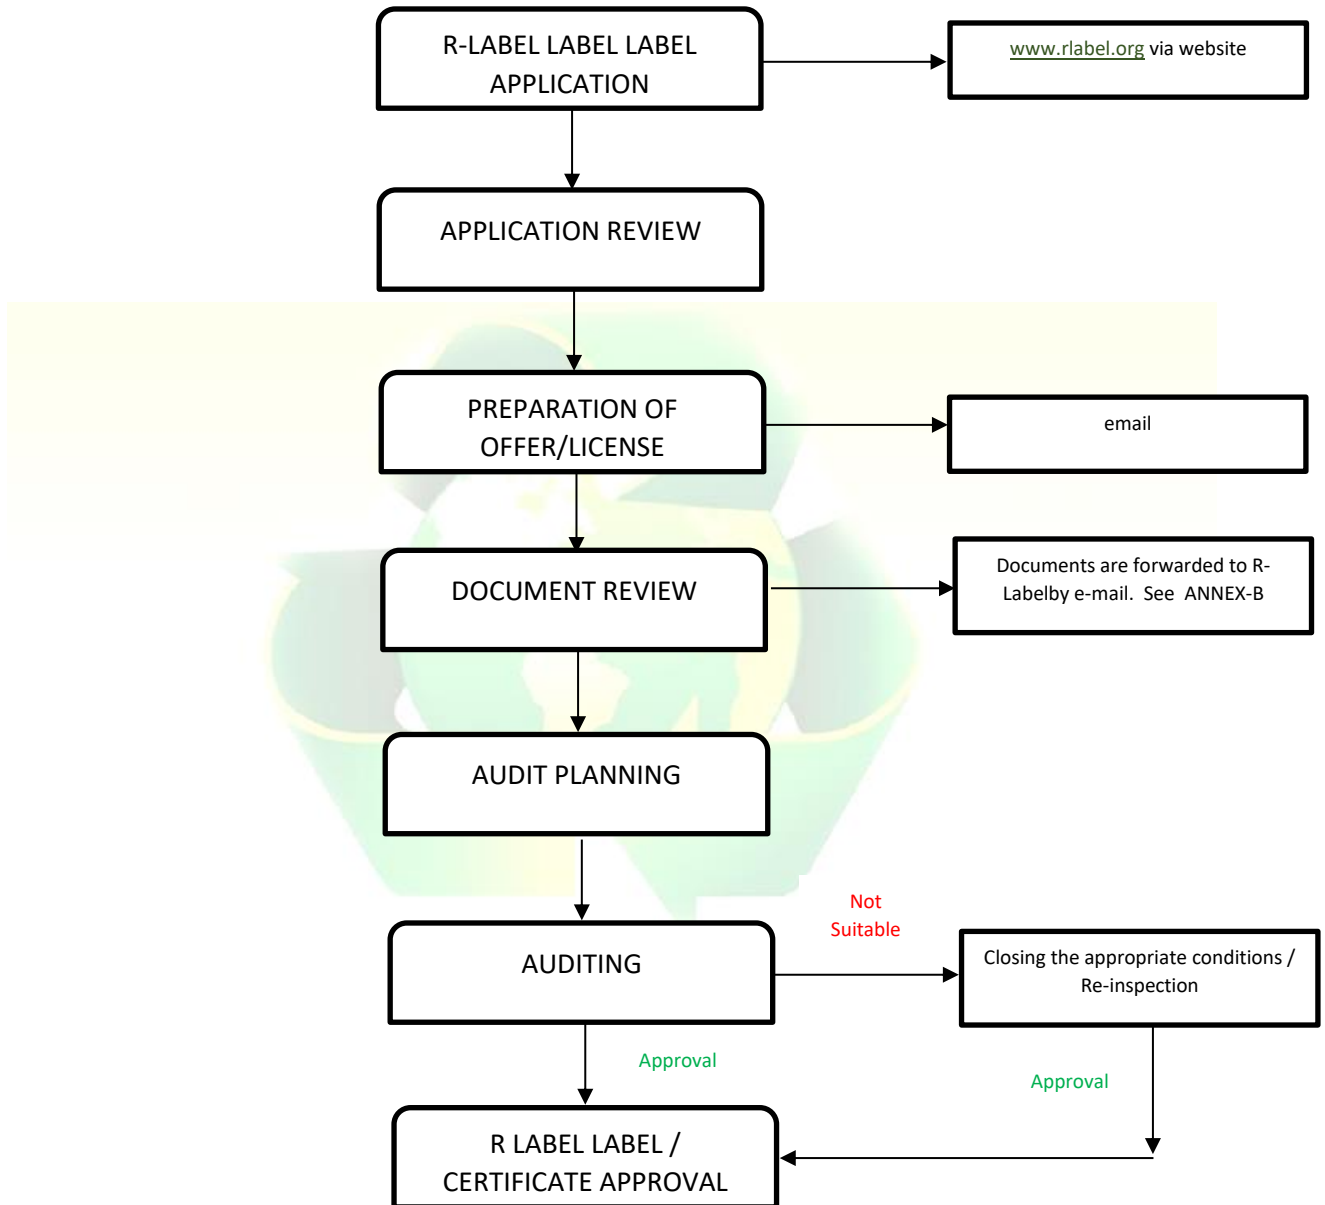 R-LABEL LABEL LABEL
APPLICATION
www.rlabel.org via website
APPLICATION REVIEW
PREPARATION OF
OFFER/LICENSE
email
DOCUMENT REVIEW
Documents are forwarded to R-
Labelby e-mail.  See  ANNEX-B
AUDIT PLANNING
AUDITING
Not
Suitable
Closing the appropriate conditions /
Re-inspection
Approval
Approval
R LABEL LABEL /
CERTIFICATE APPROVAL